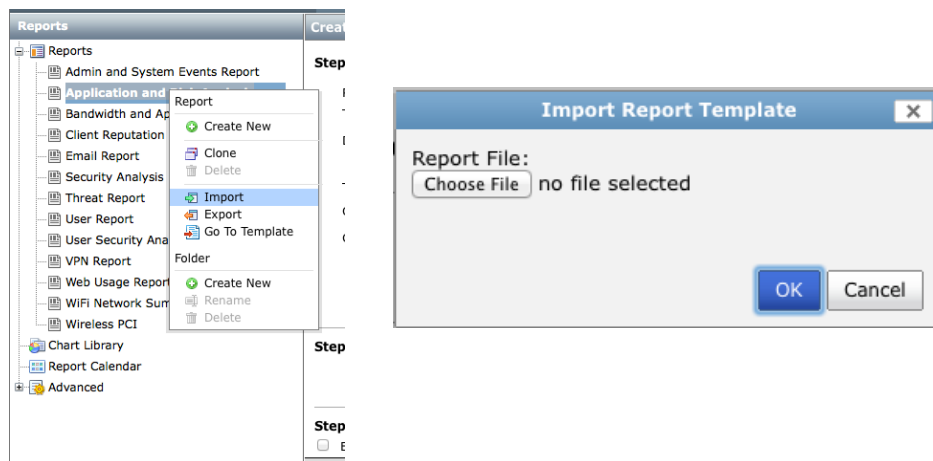 Reports
Reports
Admin and System Events Report
Application and
Bandwidth and Ap
Client Reputation
Email Report
Security Analysis
Threat Report
User Report
User Security Ana
VPN Report
Web Usage Report
WiFi Network Sum
Wireless PCI
Chart Library
Report Calendar
Advanced
Report
Create New
Clone
Delete
Import
Export
Go To Template
Folder
Create New
Rename
Delete
Creat
Step
Step
Step
Import Report Template
Report File:
Choose File no file selected
OK Cancel